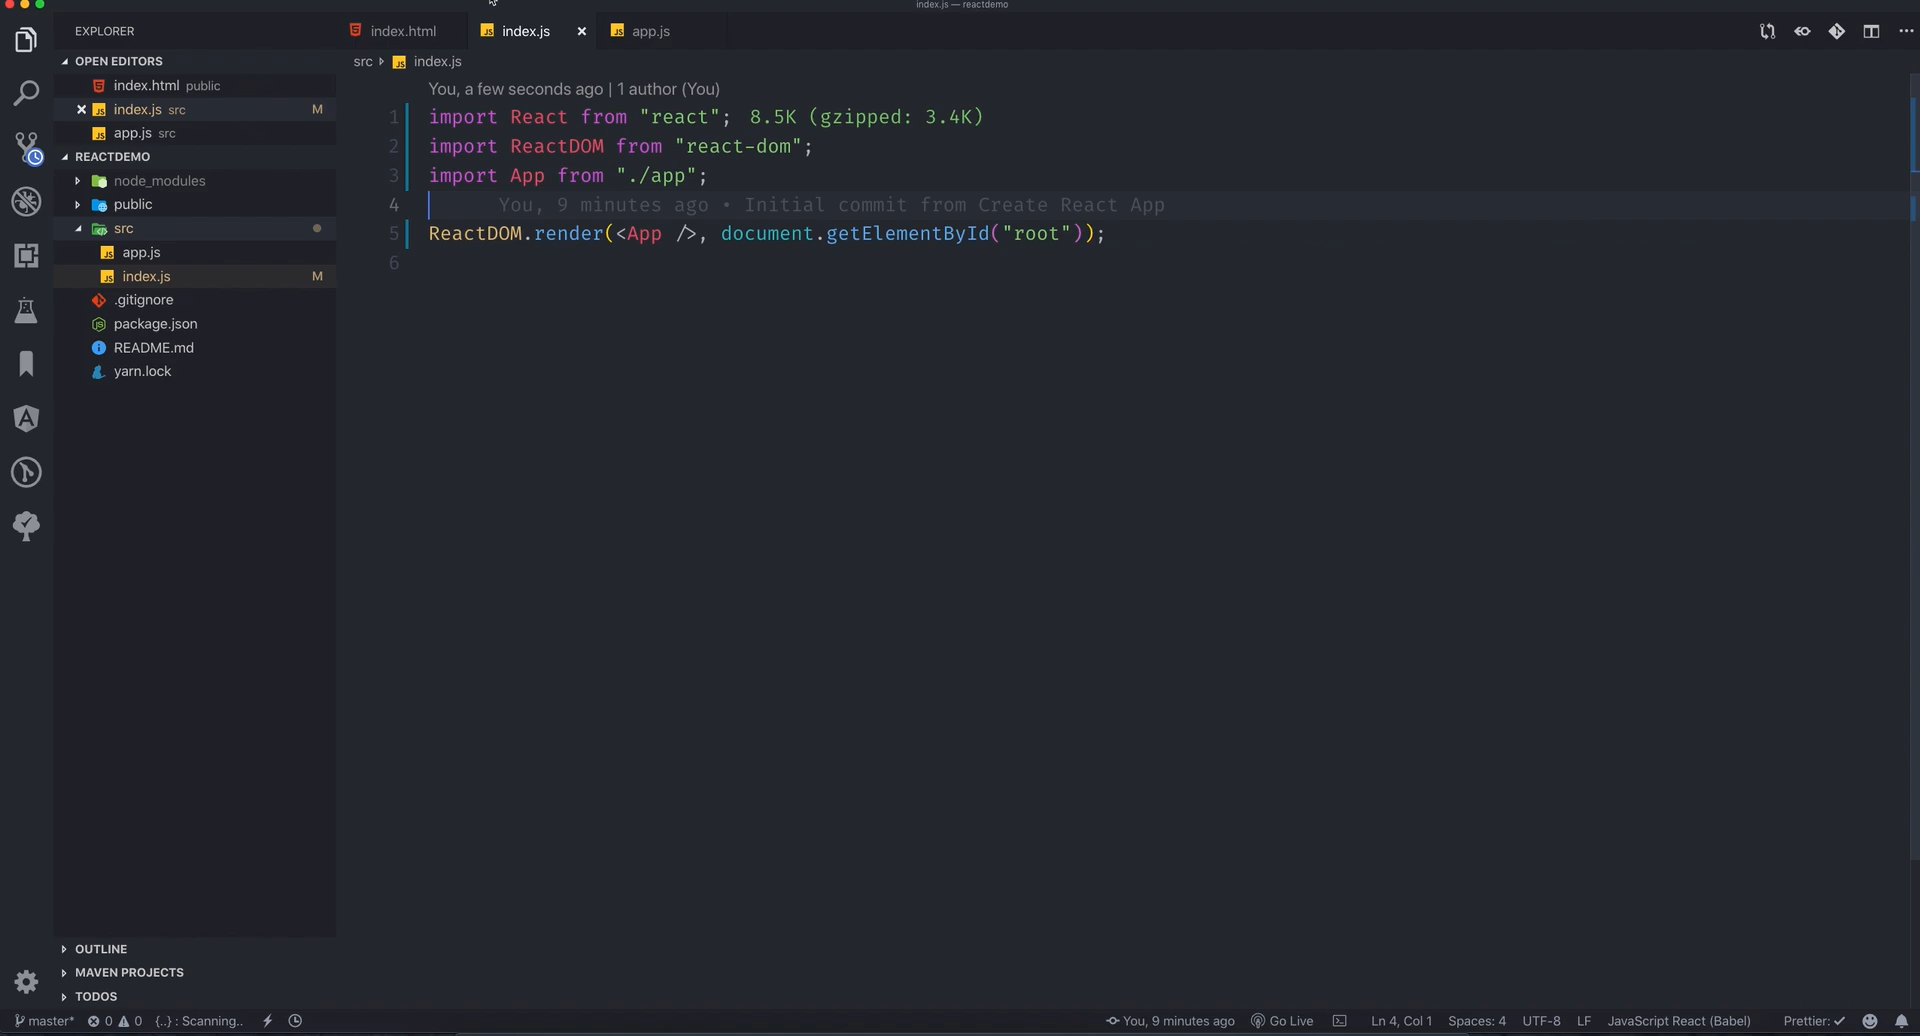 index.js — reactdemo
EXPLORER
index.html
index.js
app.js
OPEN EDITORS
index.html public
index.js src M
app.js src
REACTDEMO
node_modules
public
src
app.js
index.js M
.gitignore
package.json
README.md
yarn.lock
OUTLINE
MAVEN PROJECTS
TODOS
src index.js
You, a few seconds ago | 1 author (You)
1 import React from "react"; 8.5K (gzipped: 3.4K)
2 import ReactDOM from "react-dom";
3 import App from "./app";
4 You, 9 minutes ago • Initial commit from Create React App
5 ReactDOM.render(<App />, document.getElementById("root"));
6
master* 0 0 {..} : Scanning.. You, 9 minutes ago Go Live Ln 4, Col 1 Spaces: 4 UTF-8 LF JavaScript React (Babel) Prettier: ✓